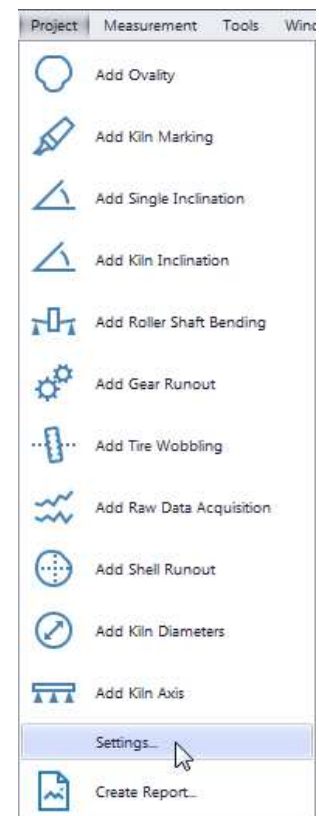 Project Measurement Tools Wind
Add Ovality
Add Kiln Marking
Add Single Inclination
Add Kiln Inclination
Add Roller Shaft Bending
Add Gear Runout
Add Tire Wobbling
Add Raw Data Acquisition
Add Shell Runout
Add Kiln Diameters
Add Kiln Axis
Settings...
Create Report...